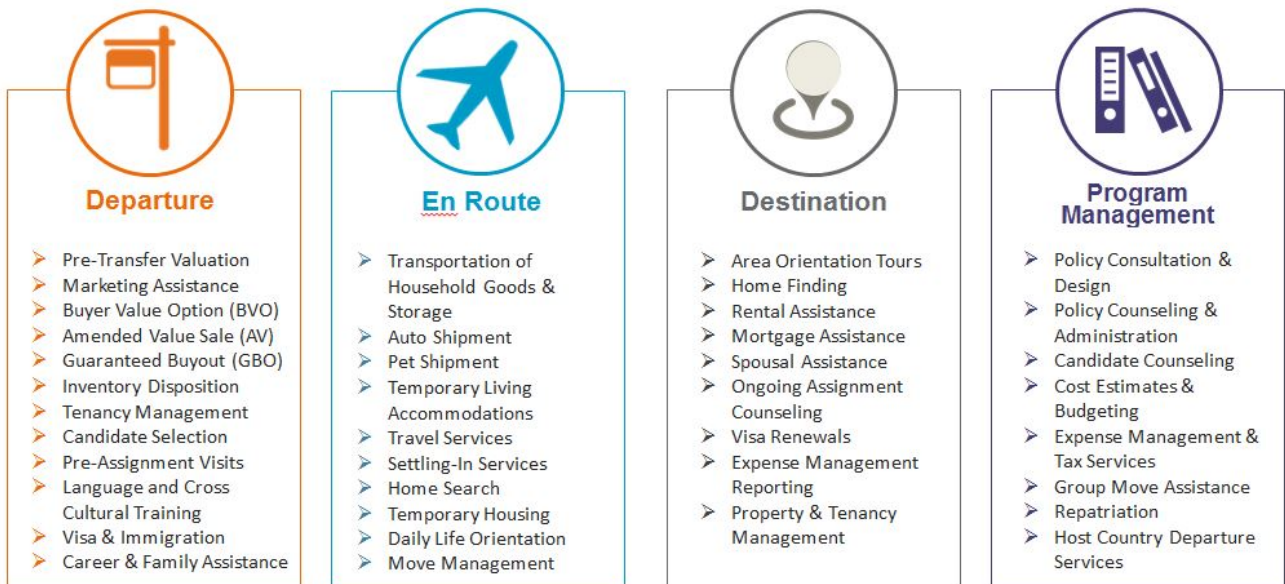 Departure
➢ Pre-Transfer Valuation
➢ Marketing Assistance
➢ Buyer Value Option (BVO)
➢ Amended Value Sale (AV)
➢ Guaranteed Buyout (GBO)
➢ Inventory Disposition
➢ Tenancy Management
➢ Candidate Selection
➢ Pre-Assignment Visits
➢ Language and Cross
Cultural Training
➢ Visa & Immigration
➢ Career & Family Assistance
En Route
➢ Transportation of
Household Goods &
Storage
➢ Auto Shipment
➢ Pet Shipment
➢ Temporary Living
Accommodations
➢ Travel Services
➢ Settling-In Services
➢ Home Search
➢ Temporary Housing
➢ Daily Life Orientation
➢ Move Management
Destination
➢ Area Orientation Tours
➢ Home Finding
➢ Rental Assistance
➢ Mortgage Assistance
➢ Spousal Assistance
➢ Ongoing Assignment
Counseling
➢ Visa Renewals
➢ Expense Management
Reporting
➢ Property & Tenancy
Management
Program
Management
➢ Policy Consultation &
Design
➢ Policy Counseling &
Administration
➢ Candidate Counseling
➢ Cost Estimates &
Budgeting
➢ Expense Management &
Tax Services
➢ Group Move Assistance
➢ Repatriation
➢ Host Country Departure
Services